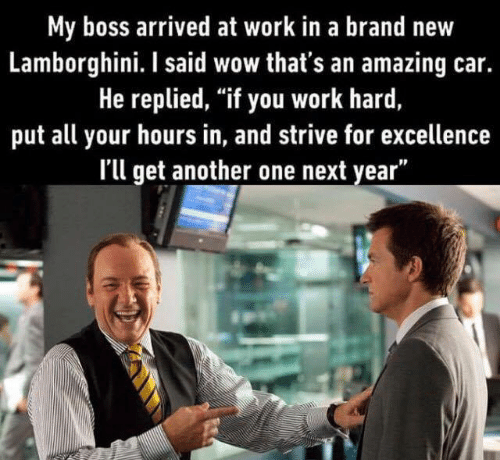 My boss arrived at work in a brand new
Lamborghini. I said wow that's an amazing car.
He replied, “if you work hard,
put all your hours in, and strive for excellence
I'll get another one next year”